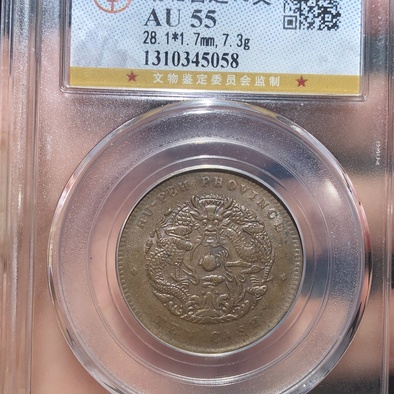 AU 55
28.1*1.7mm,7.3g
1310345058
★ 文物鉴定委员会监制 ★
HU-PEH PROVINCE